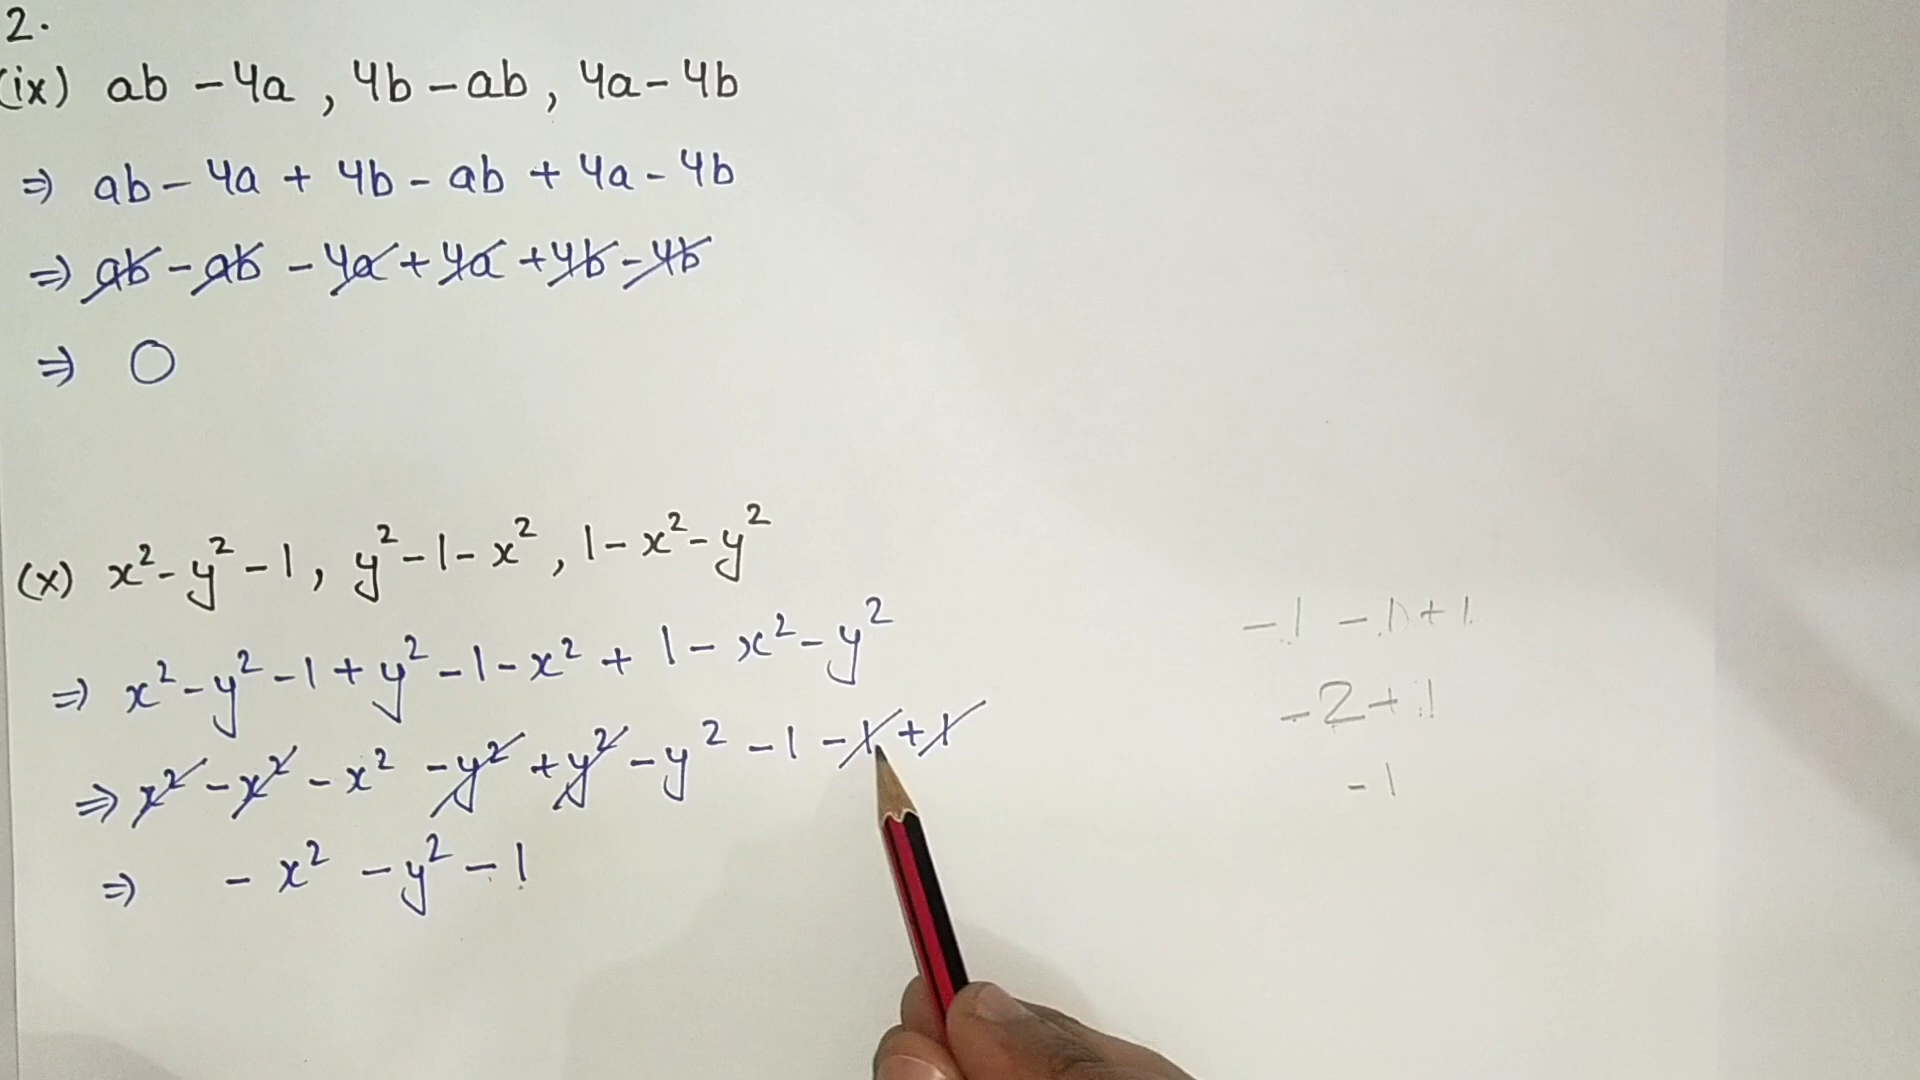 2.
(ix) ab - 4a , 4b - ab, 4a - 4b
⇒ ab - 4a + 4b - ab + 4a - 4b
⇒ ab - ab - 4a + 4a + 4b - 4b
⇒ 0
(x) x² - y² - 1, y² - 1 - x², 1 - x² - y²
⇒ x² - y² - 1 + y² - 1 - x² + 1 - x² - y²
⇒ x² - x² - x² - y² + y² - y² - 1 - 1 + 1
⇒ - x² - y² - 1
-1 -1 + 1
-2 + 1
-1